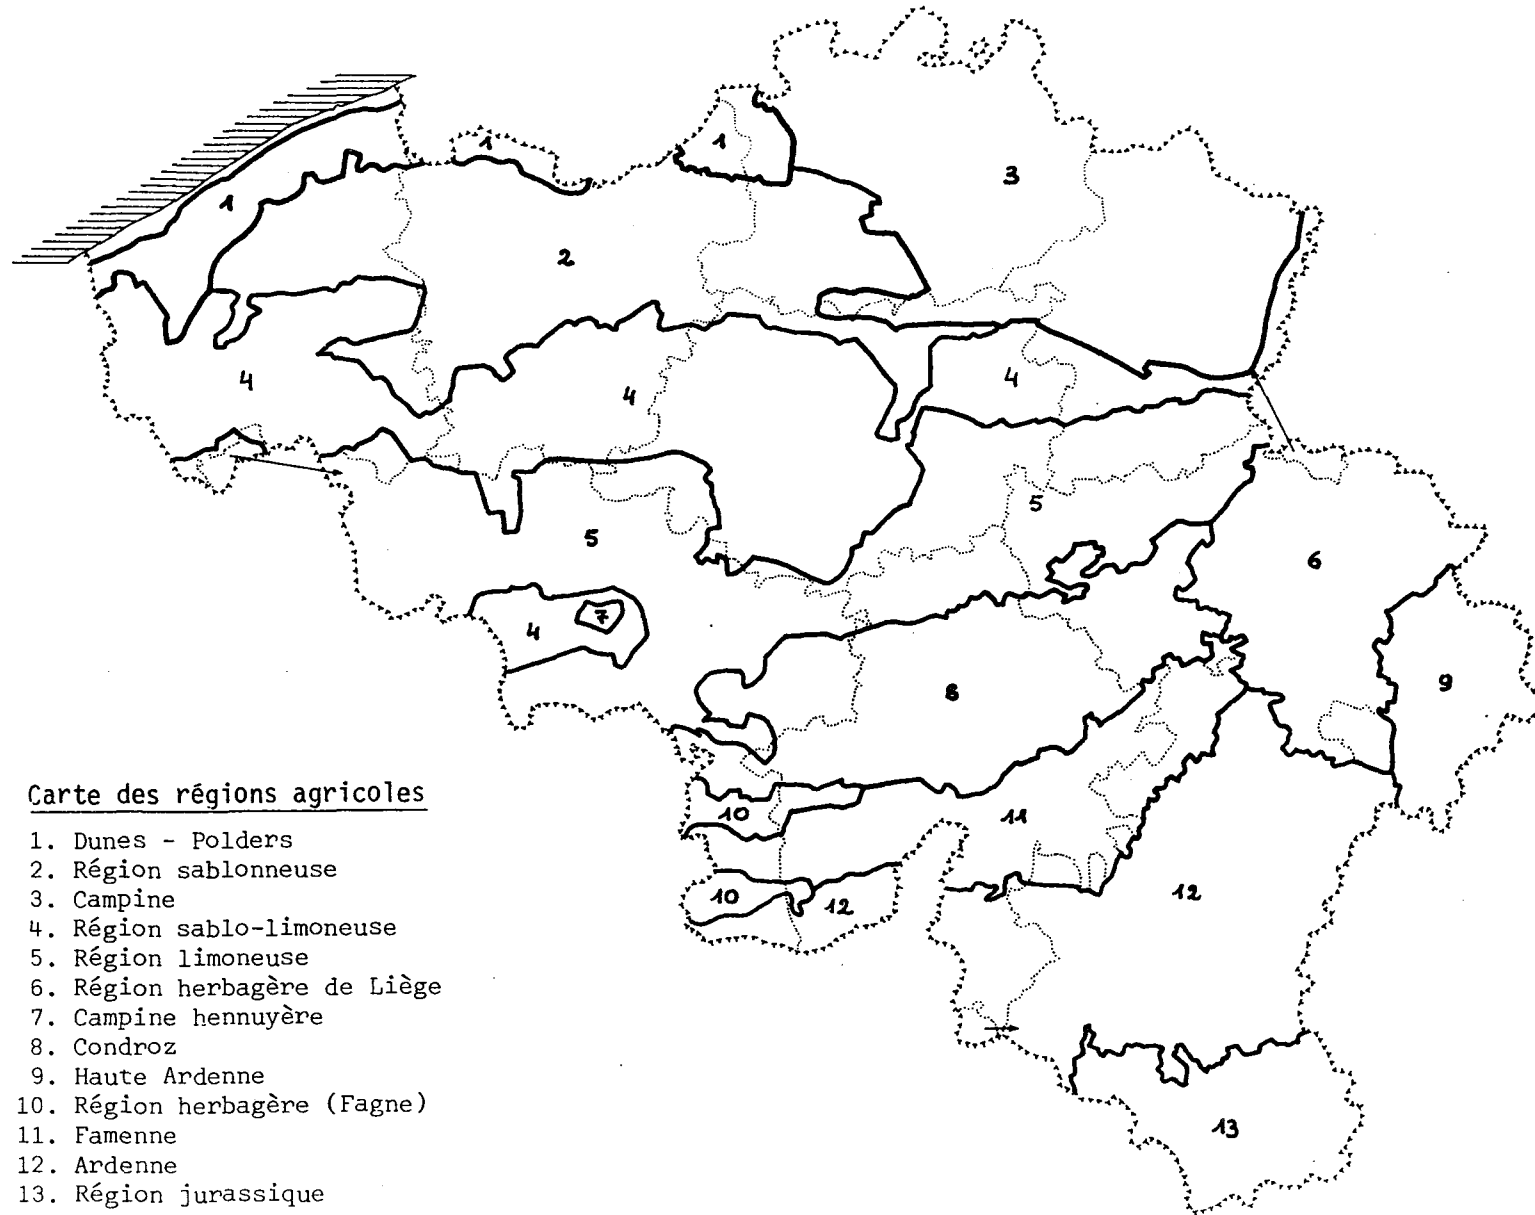 1
1
1
3
2
4
4
4
5
5
6
4
7
8
9
10
11
10
12
12
13
Carte des régions agricoles
1. Dunes - Polders
2. Région sablonneuse
3. Campine
4. Région sablo-limoneuse
5. Région limoneuse
6. Région herbagère de Liège
7. Campine hennuyère
8. Condroz
9. Haute Ardenne
10. Région herbagère (Fagne)
11. Famenne
12. Ardenne
13. Région jurassique